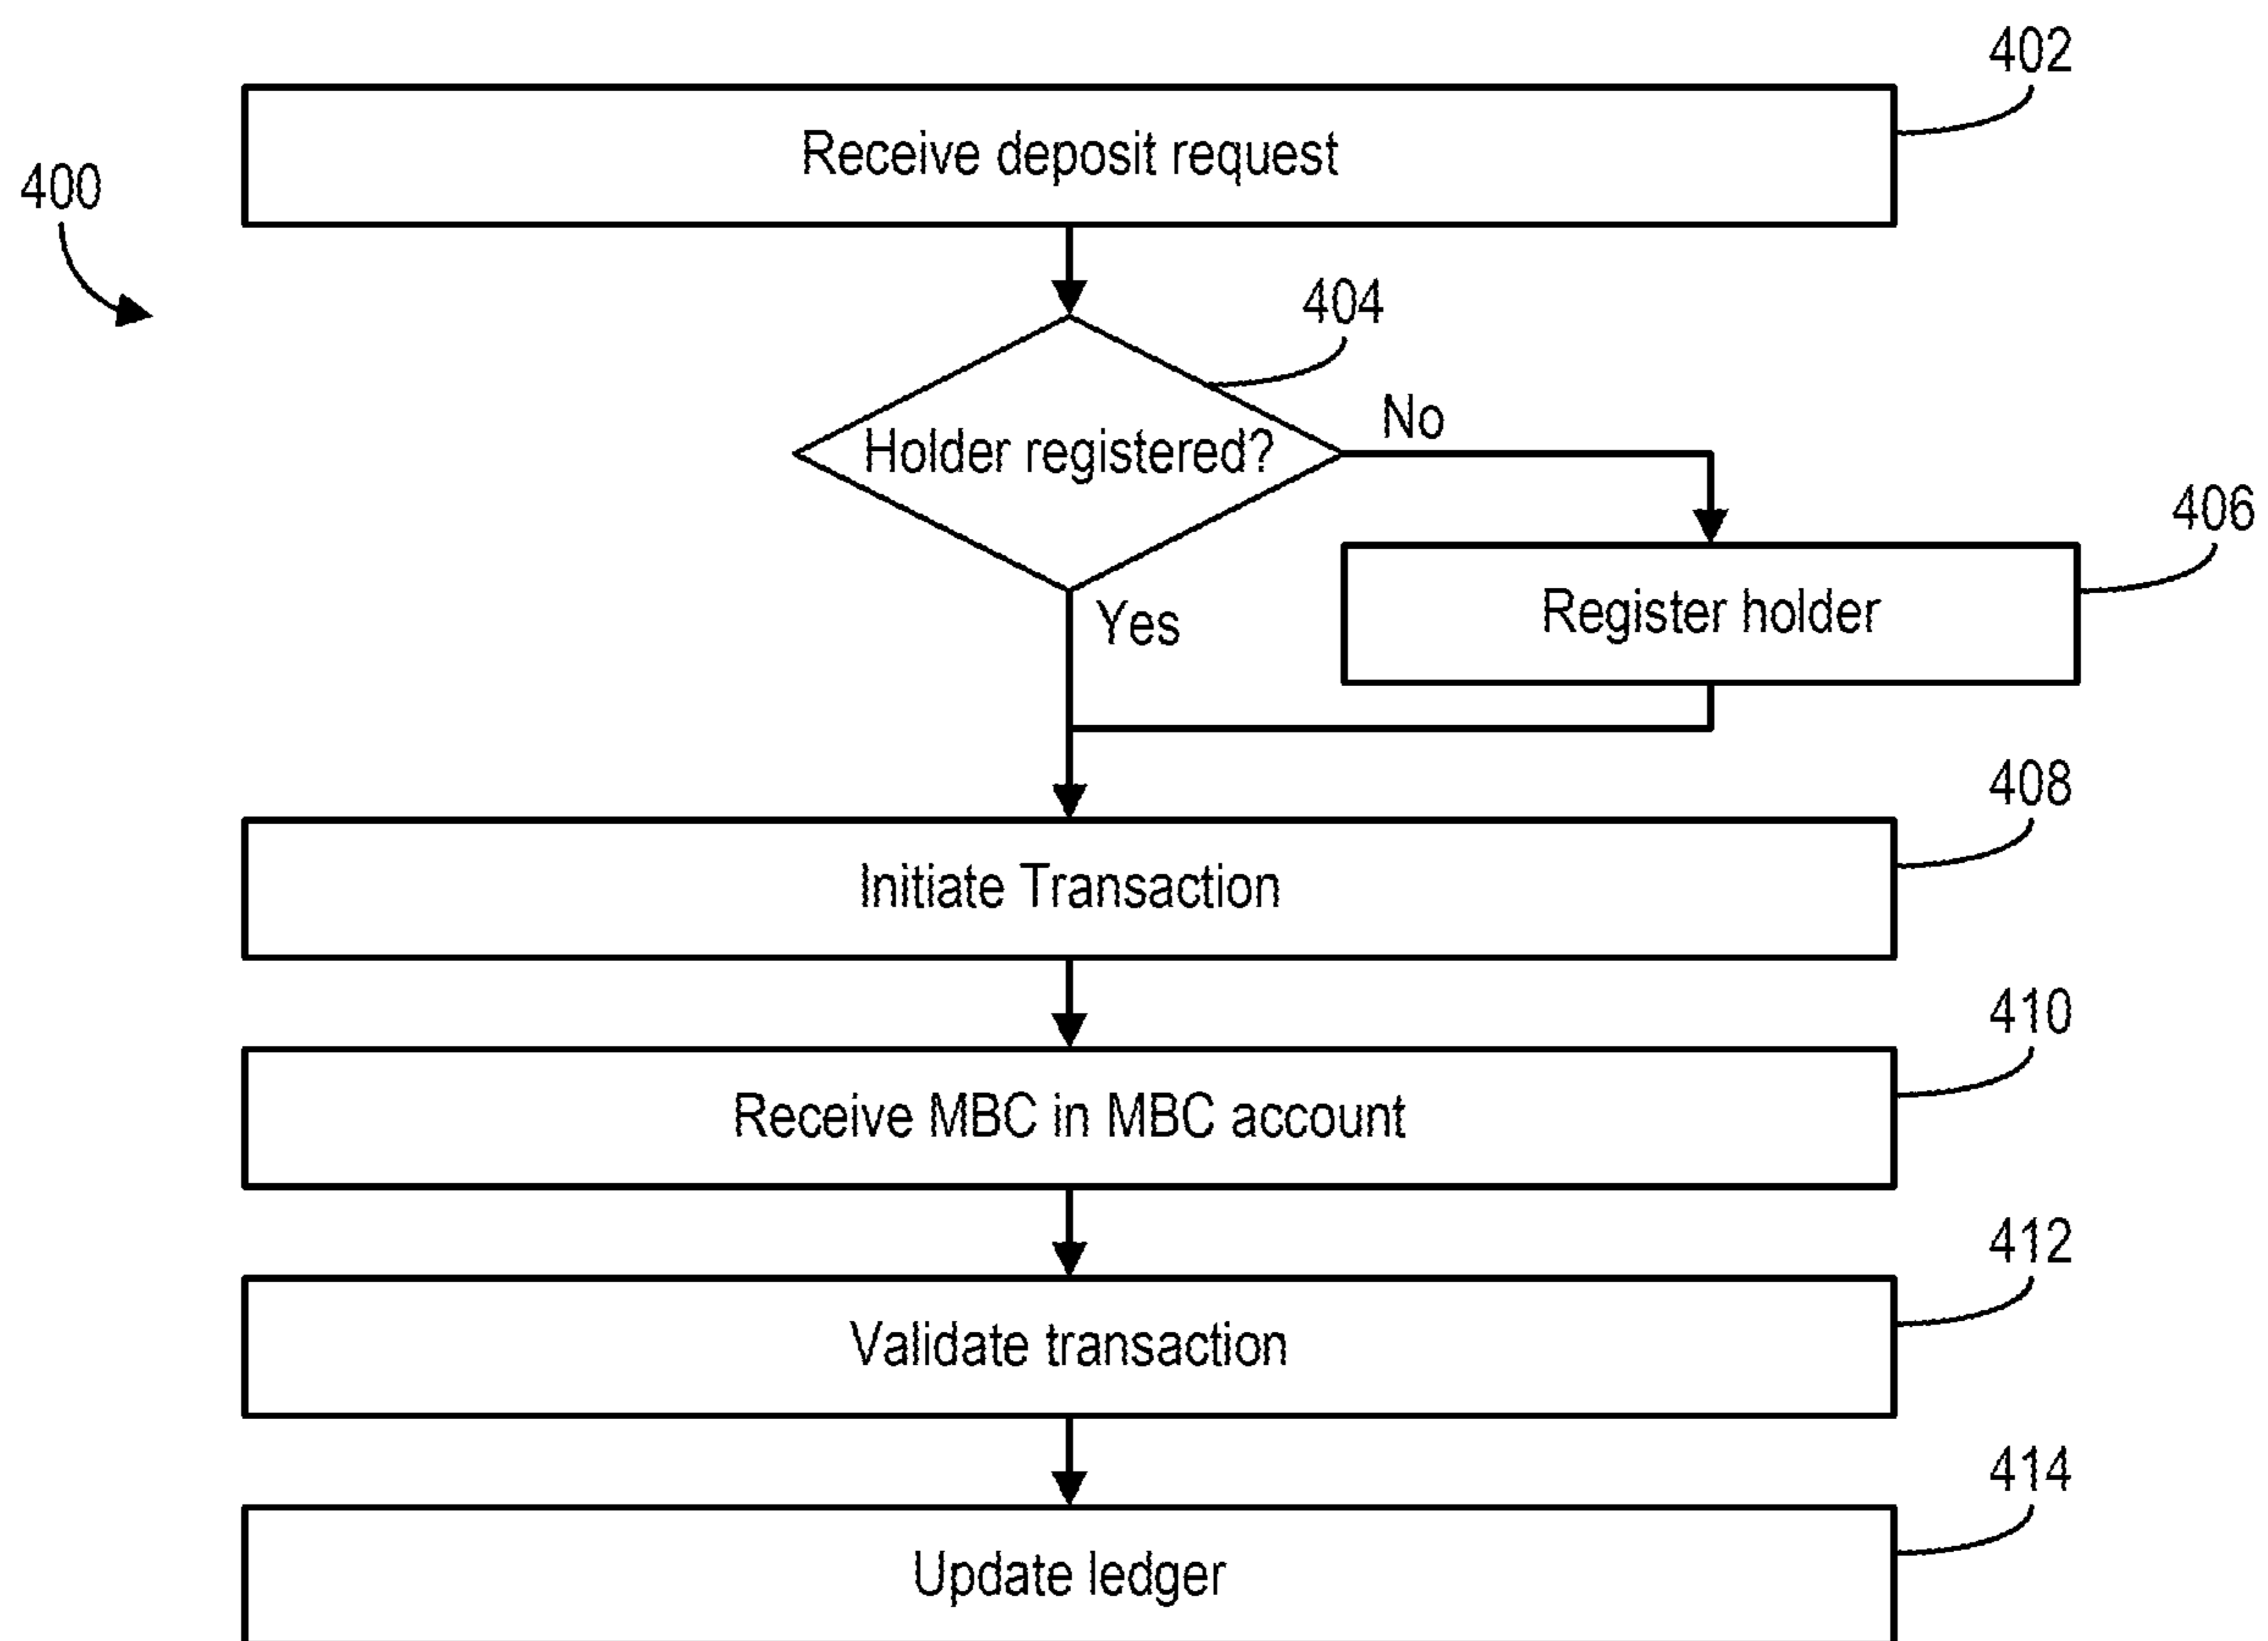 402
Receive deposit request
400
404
Holder registered?
No
406
Register holder
Yes
408
Initiate Transaction
410
Receive MBC in MBC account
412
Validate transaction
414
Update ledger